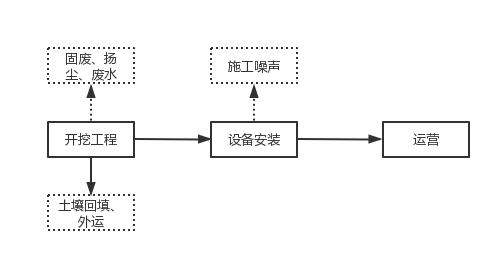 固废、扬
尘、废水
施工噪声
开挖工程
设备安装
运营
土壤回填、
外运